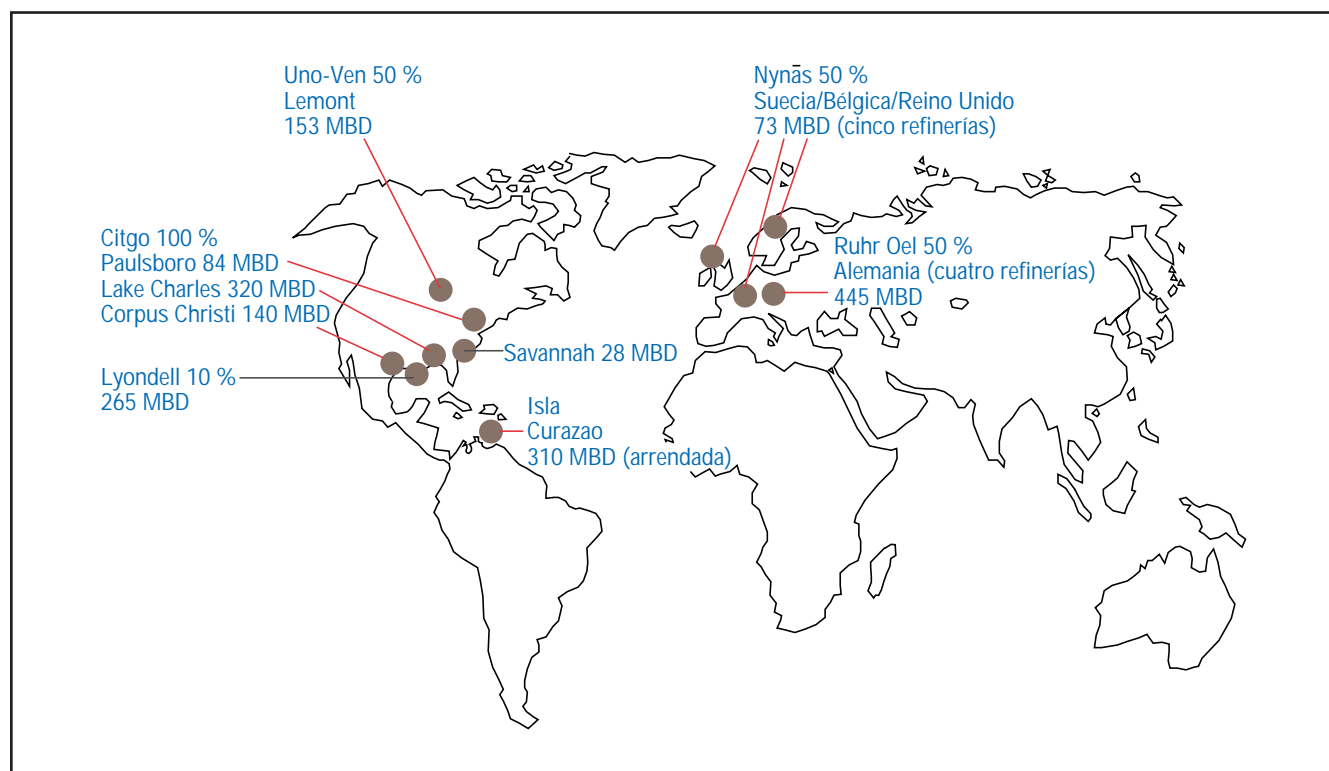 Uno-Ven 50 %
Lemont
153 MBD
Nynās 50 %
Suecia/Bélgica/Reino Unido
73 MBD (cinco refinerías)
Citgo 100 %
Paulsboro 84 MBD
Lake Charles 320 MBD
Corpus Christi 140 MBD
Ruhr Oel 50 %
Alemania (cuatro refinerías)
445 MBD
Savannah 28 MBD
Lyondell 10 %
265 MBD
Isla
Curazao
310 MBD (arrendada)